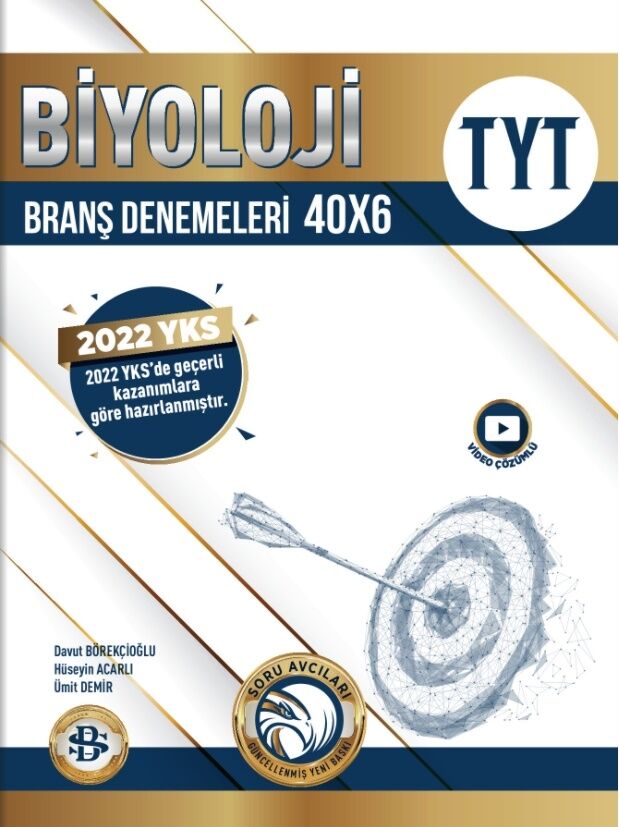 BİYOLOJİ
TYT
BRANŞ DENEMELERİ 40X6
2022 YKS
2022 YKS'de geçerli
kazanımlara
göre hazırlanmıştır.
VİDEO ÇÖZÜMLÜ
Davut BÖREKÇİOĞLU
Hüseyin ACARLI
Ümit DEMİR
SORU AVCILARI
GÜNCELLENMİŞ YENİ BASKI
BS